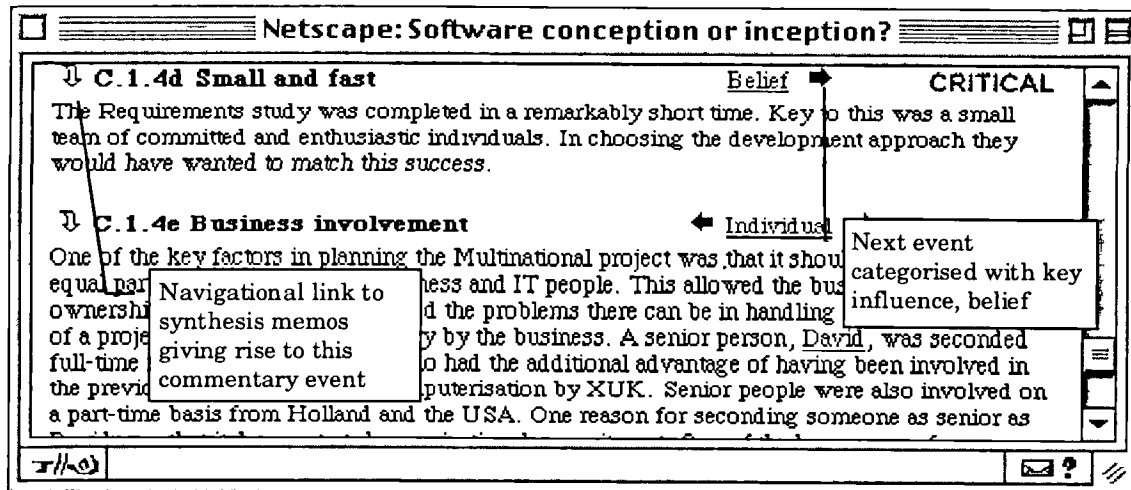 Netscape: Software conception or inception?
⇩ C.1.4d Small and fast Belief ➡ CRITICAL
The Requirements study was completed in a remarkably short time. Key to this was a small
team of committed and enthusiastic individuals. In choosing the development approach they
would have wanted to match this success.
⇩ C.1.4e Business involvement ⬅ Individual
One of the key factors in planning the Multinational project was that it
equal ness and IT people. This allowed the
d the problems there can be in handling
of a y by the business. A senior person, David, was seconded
full-time o had the additional advantage of having been involved in
the puterisation by XUK. Senior people were also involved on
a part-time basis from Holland and the USA. One reason for seconding someone as senior as
Navigational link to
synthesis memos
giving rise to this
commentary event
Next event
categorised with key
influence, belief
?